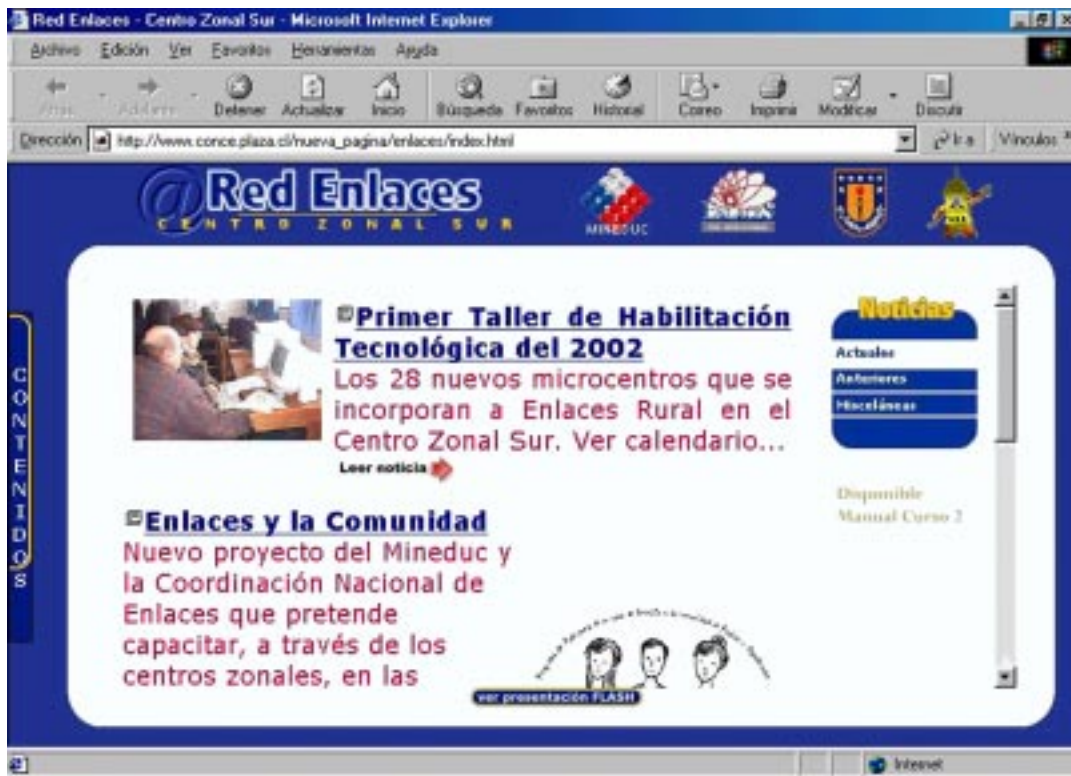 Red Enlaces - Centro Zonal Sur - Microsoft Internet Explorer
Archivo Edición Ver Favoritos Herramientas Ayuda
Atrás Adelante Detener Actualizar Inicio Búsqueda Favoritos Historial Correo Imprimir Modificar Discutir
Dirección http://www.conce.plaza.cl/nueva_pagina/enlaces/index.html Ir a Vínculos
@Red Enlaces
CENTRO ZONAL SUR
MINEDUC
CONTENIDOS
Primer Taller de Habilitación
Tecnológica del 2002
Los 28 nuevos microcentros que se
incorporan a Enlaces Rural en el
Centro Zonal Sur. Ver calendario...
Leer noticia
Enlaces y la Comunidad
Nuevo proyecto del Mineduc y
la Coordinación Nacional de
Enlaces que pretende
capacitar, a través de los
centros zonales, en las
ver presentación FLASH
Noticias
Actuales
Anteriores
Misceláneas
Disponible
Manual Curso 2
Internet